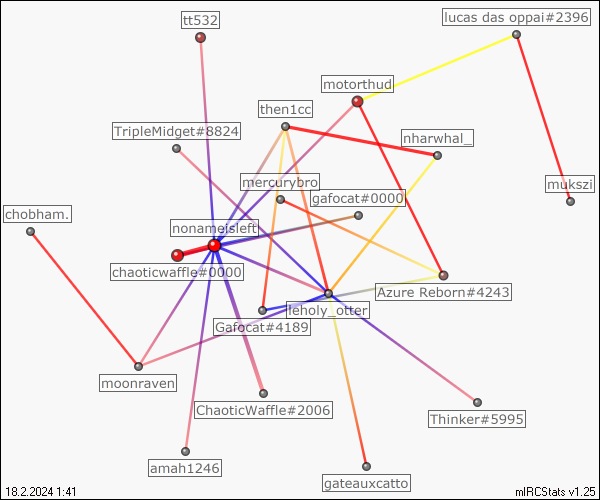 tt532
lucas das oppai#2396
motorthud
then1cc
TripleMidget#8824
nharwhal_
mercurybro
mukszi
gafocat#0000
chobham.
nonameisleft
chaoticwaffle#0000
Azure Reborn#4243
leholy_otter
Gafocat#4189
moonraven
ChaoticWaffle#2006
Thinker#5995
amah1246
gateauxcatto
18.2.2024 1:41
mIRCStats v1.25